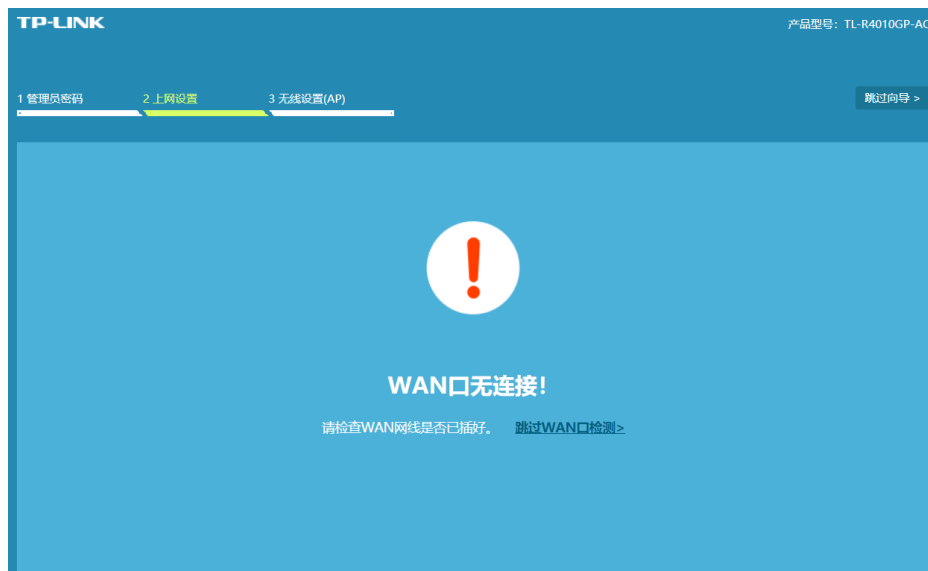 TP-LINK
产品型号：TL-R4010GP-AC
1 管理员密码
2 上网设置
3 无线设置(AP)
跳过向导 >
WAN口无连接！
请检查WAN网线是否已插好。 跳过WAN口检测>